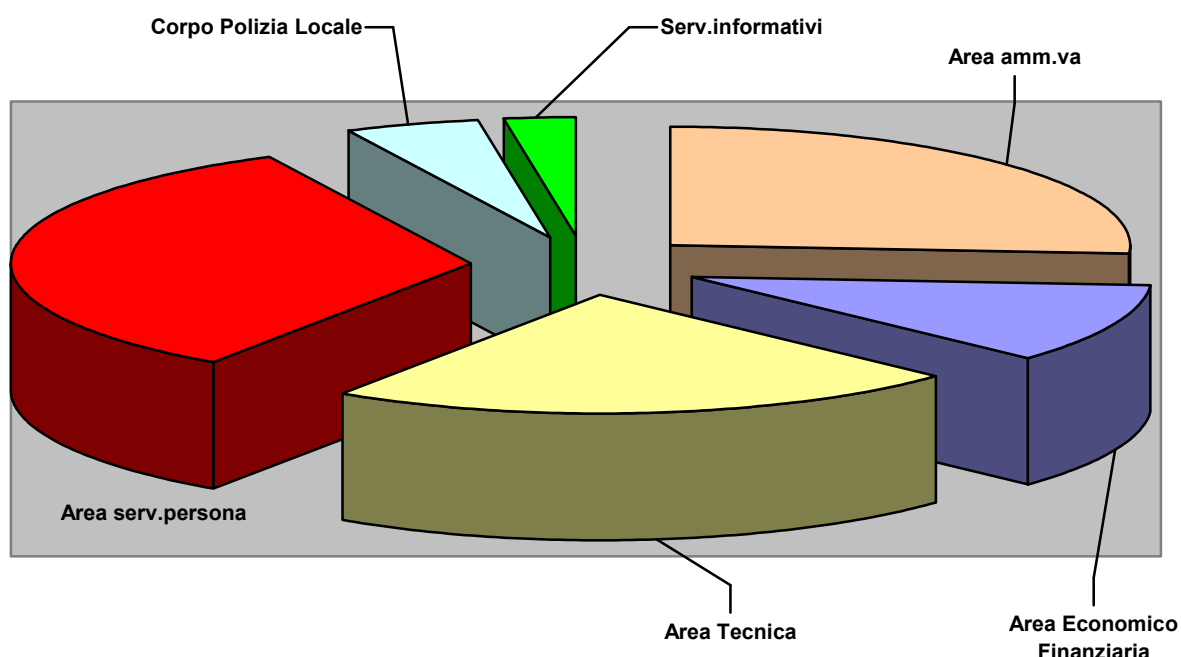 Corpo Polizia Locale
Serv.informativi
Area amm.va
Area serv.persona
Area Tecnica
Area Economico
Finanziaria